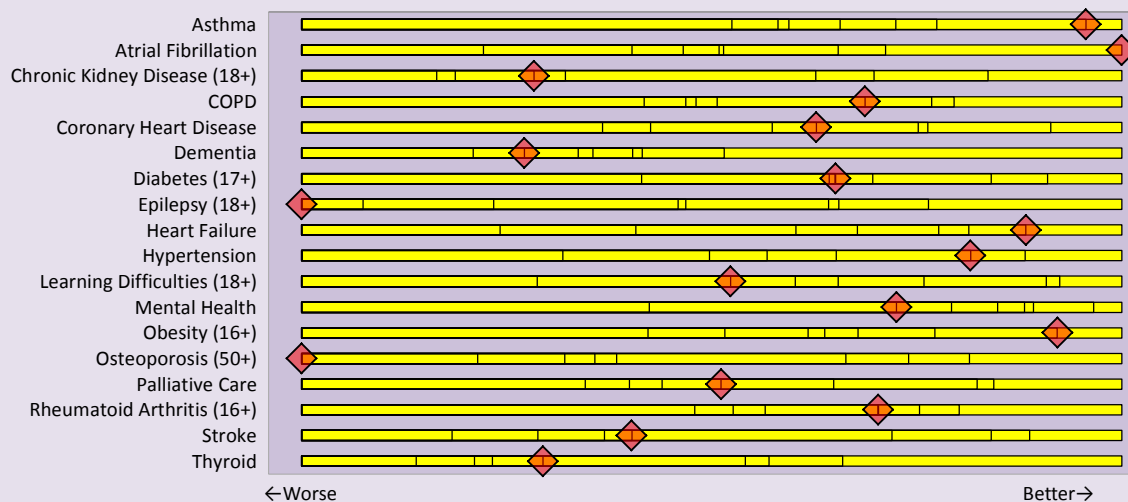 Asthma
Atrial Fibrillation
Chronic Kidney Disease (18+)
COPD
Coronary Heart Disease
Dementia
Diabetes (17+)
Epilepsy (18+)
Heart Failure
Hypertension
Learning Difficulties (18+)
Mental Health
Obesity (16+)
Osteoporosis (50+)
Palliative Care
Rheumatoid Arthritis (16+)
Stroke
Thyroid
←Worse Better→